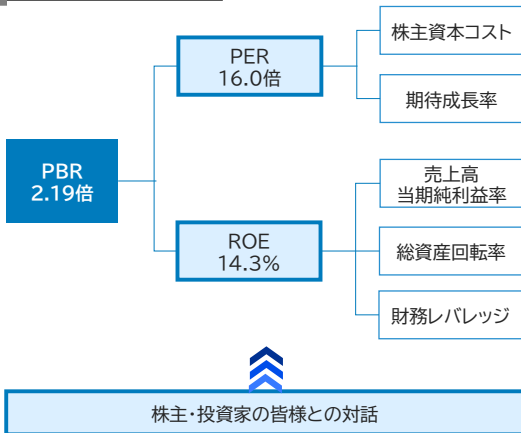 PBR
2.19倍
PER
16.0倍
株主資本コスト
期待成長率
ROE
14.3%
売上高
当期純利益率
総資産回転率
財務レバレッジ
株主・投資家の皆様との対話